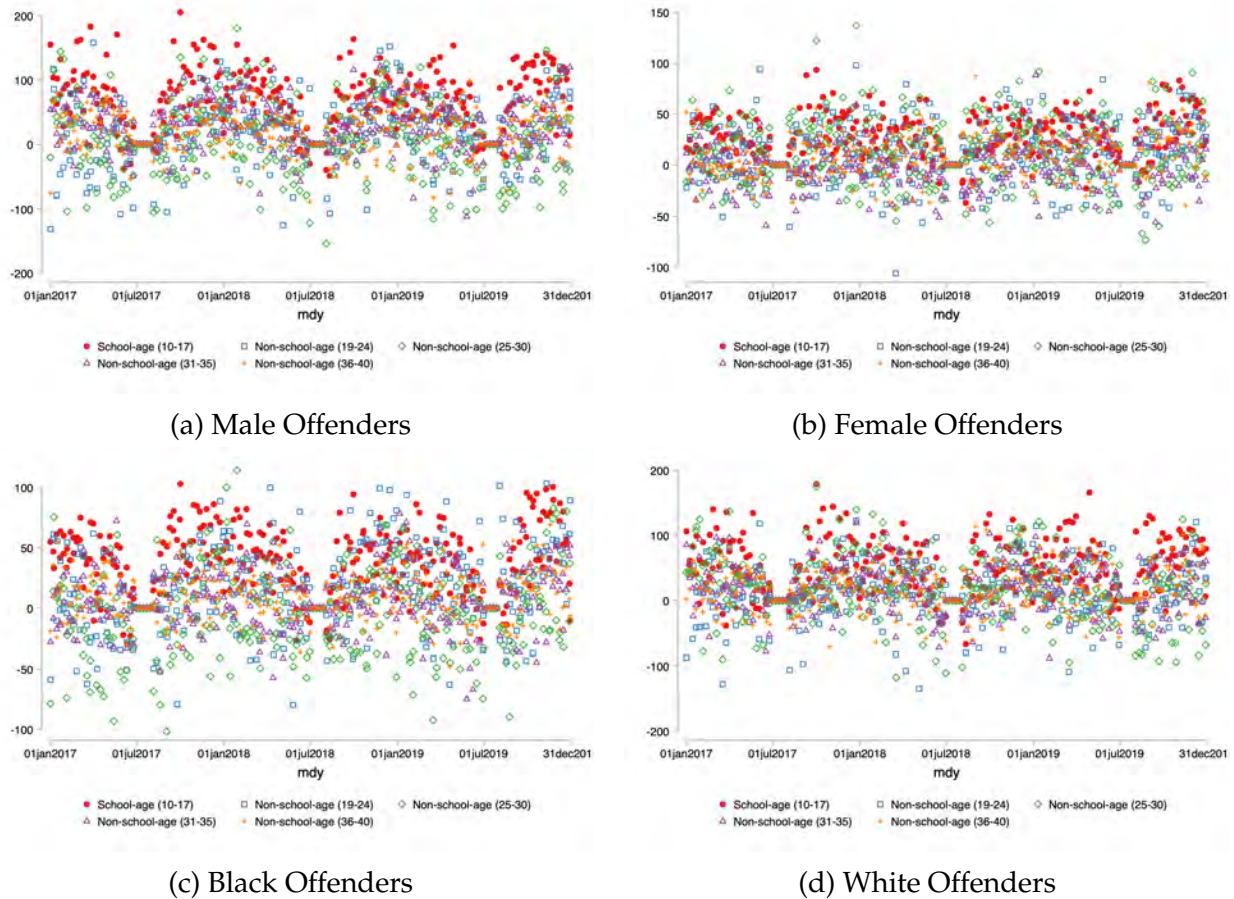 200
100
0
-100
-200
01jan2017 01jul2017 01jan2018 01jul2018 01jan2019 01jul2019 31dec201
mdy
School-age (10-17) Non-school-age (19-24) Non-school-age (25-30)
Non-school-age (31-35) Non-school-age (36-40)
(a) Male Offenders
150
100
50
0
-50
-100
01jan2017 01jul2017 01jan2018 01jul2018 01jan2019 01jul2019 31dec201
mdy
School-age (10-17) Non-school-age (19-24) Non-school-age (25-30)
Non-school-age (31-35) Non-school-age (36-40)
(b) Female Offenders
100
50
0
-50
-100
01jan2017 01jul2017 01jan2018 01jul2018 01jan2019 01jul2019 31dec201
mdy
School-age (10-17) Non-school-age (19-24) Non-school-age (25-30)
Non-school-age (31-35) Non-school-age (36-40)
(c) Black Offenders
200
100
0
-100
-200
01jan2017 01jul2017 01jan2018 01jul2018 01jan2019 01jul2019 31dec201
mdy
School-age (10-17) Non-school-age (19-24) Non-school-age (25-30)
Non-school-age (31-35) Non-school-age (36-40)
(d) White Offenders